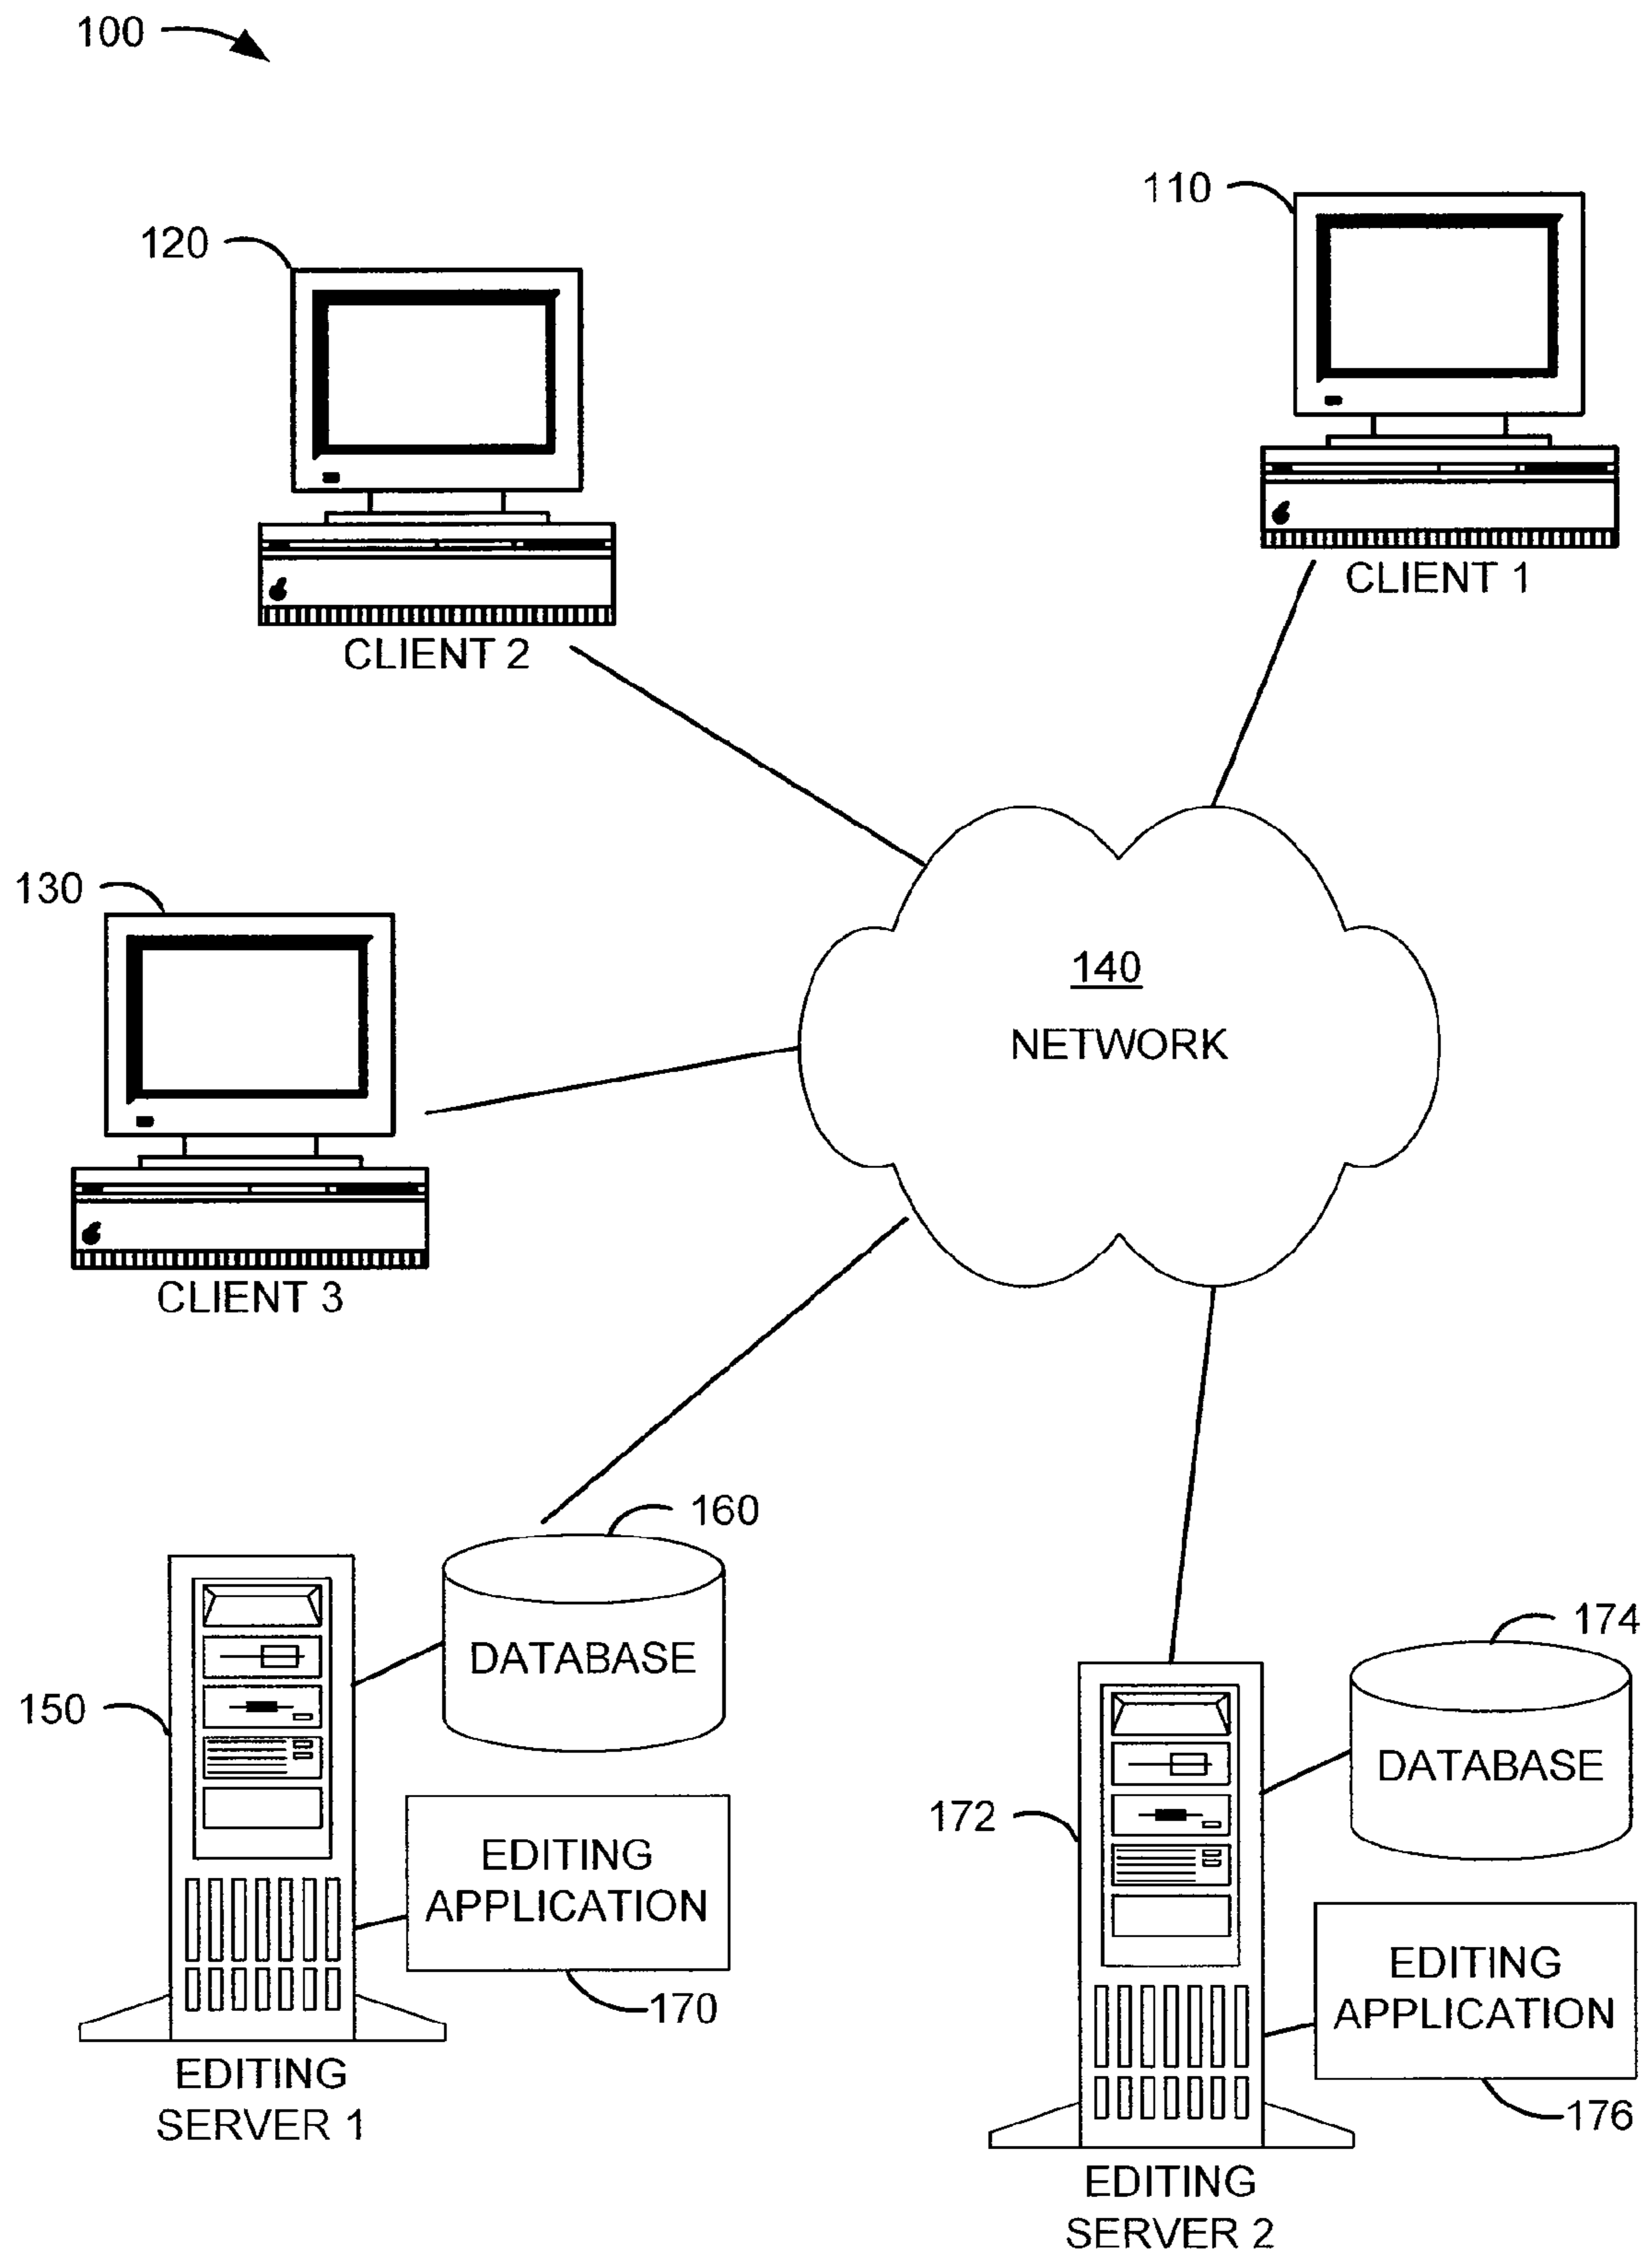 100
110
120
CLIENT 1
CLIENT 2
130
140
NETWORK
CLIENT 3
160
DATABASE
150
174
DATABASE
172
EDITING
APPLICATION
170
EDITING
APPLICATION
176
EDITING
SERVER 1
EDITING
SERVER 2